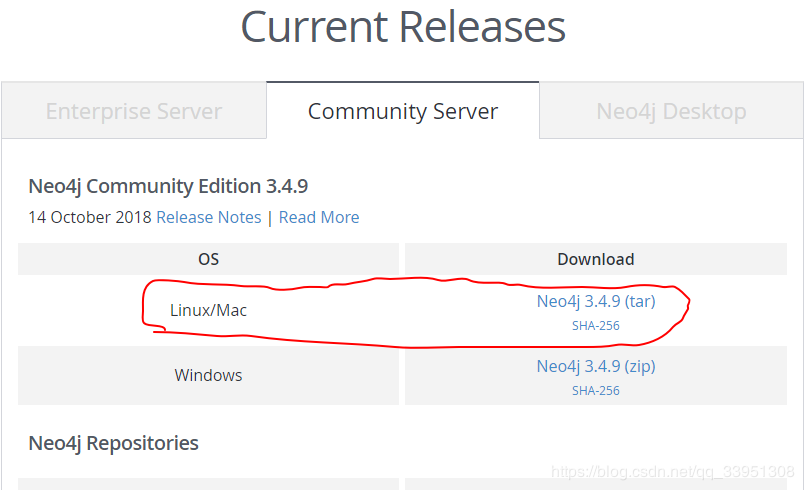 Current Releases
Enterprise Server
Community Server
Neo4j Desktop
Neo4j Community Edition 3.4.9
14 October 2018 Release Notes | Read More
OS
Download
Linux/Mac
Neo4j 3.4.9 (tar)
SHA-256
Windows
Neo4j 3.4.9 (zip)
SHA-256
Neo4j Repositories
https://blog.csdn.net/qq_33951308